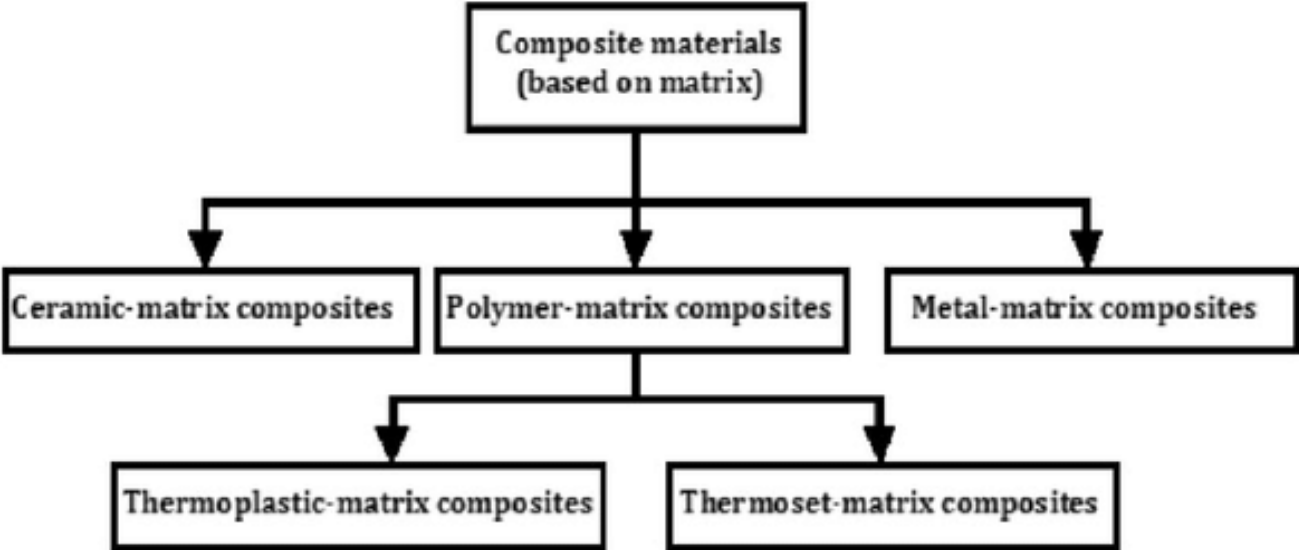 Composite materials
(based on matrix)
Ceramic-matrix composites
Polymer-matrix composites
Metal-matrix composites
Thermoplastic-matrix composites
Thermoset-matrix composites